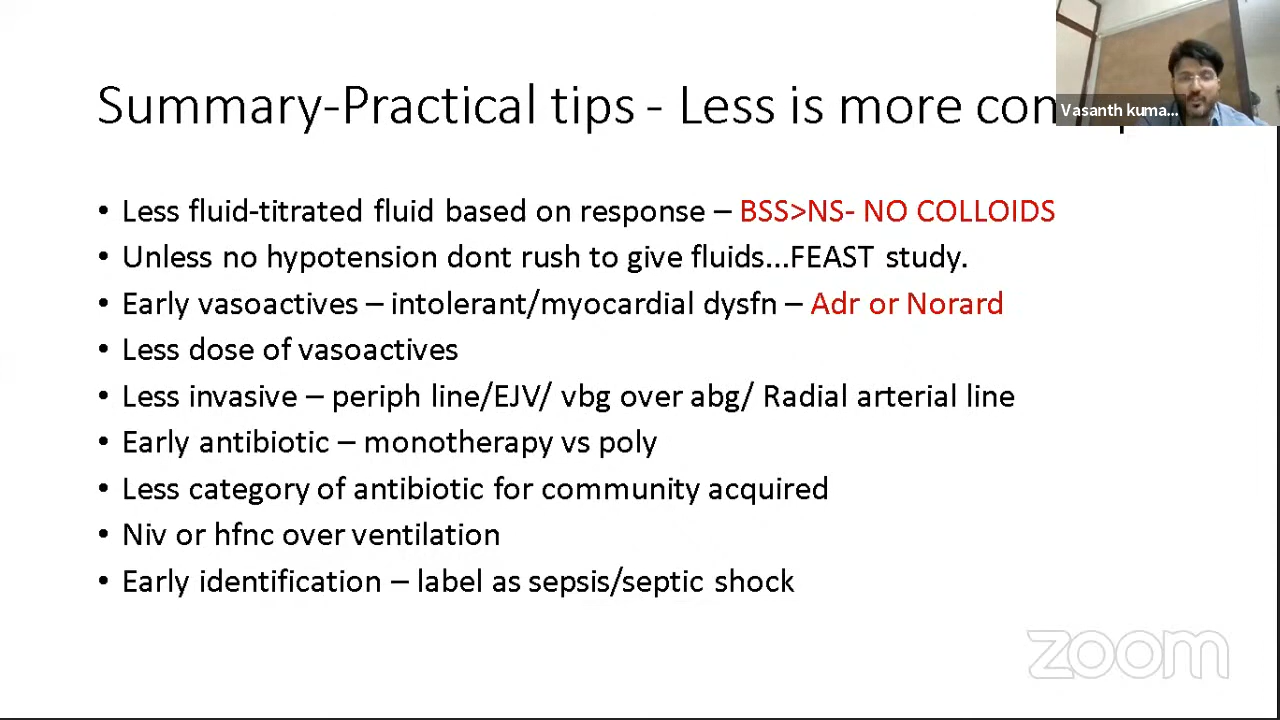 Summary-Practical tips - Less is more
Vasanth kuma...
• Less fluid-titrated fluid based on response – BSS>NS- NO COLLOIDS
• Unless no hypotension dont rush to give fluids...FEAST study.
• Early vasoactives – intolerant/myocardial dysfn – Adr or Norard
• Less dose of vasoactives
• Less invasive – periph line/EJV/ vbg over abg/ Radial arterial line
• Early antibiotic – monotherapy vs poly
• Less category of antibiotic for community acquired
• Niv or hfnc over ventilation
• Early identification – label as sepsis/septic shock
zoom